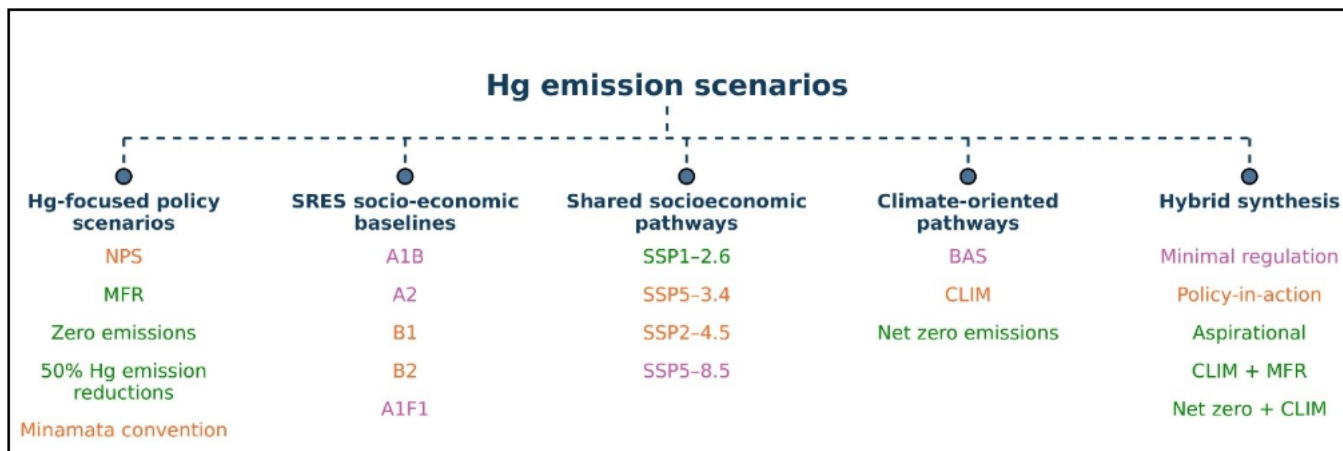 Hg emission scenarios
Hg-focused policy
scenarios
NPS
MFR
Zero emissions
50% Hg emission
reductions
Minamata convention
SRES socio-economic
baselines
A1B
A2
B1
B2
A1F1
Shared socioeconomic
pathways
SSP1–2.6
SSP5–3.4
SSP2–4.5
SSP5–8.5
Climate-oriented
pathways
BAS
CLIM
Net zero emissions
Hybrid synthesis
Minimal regulation
Policy-in-action
Aspirational
CLIM + MFR
Net zero + CLIM